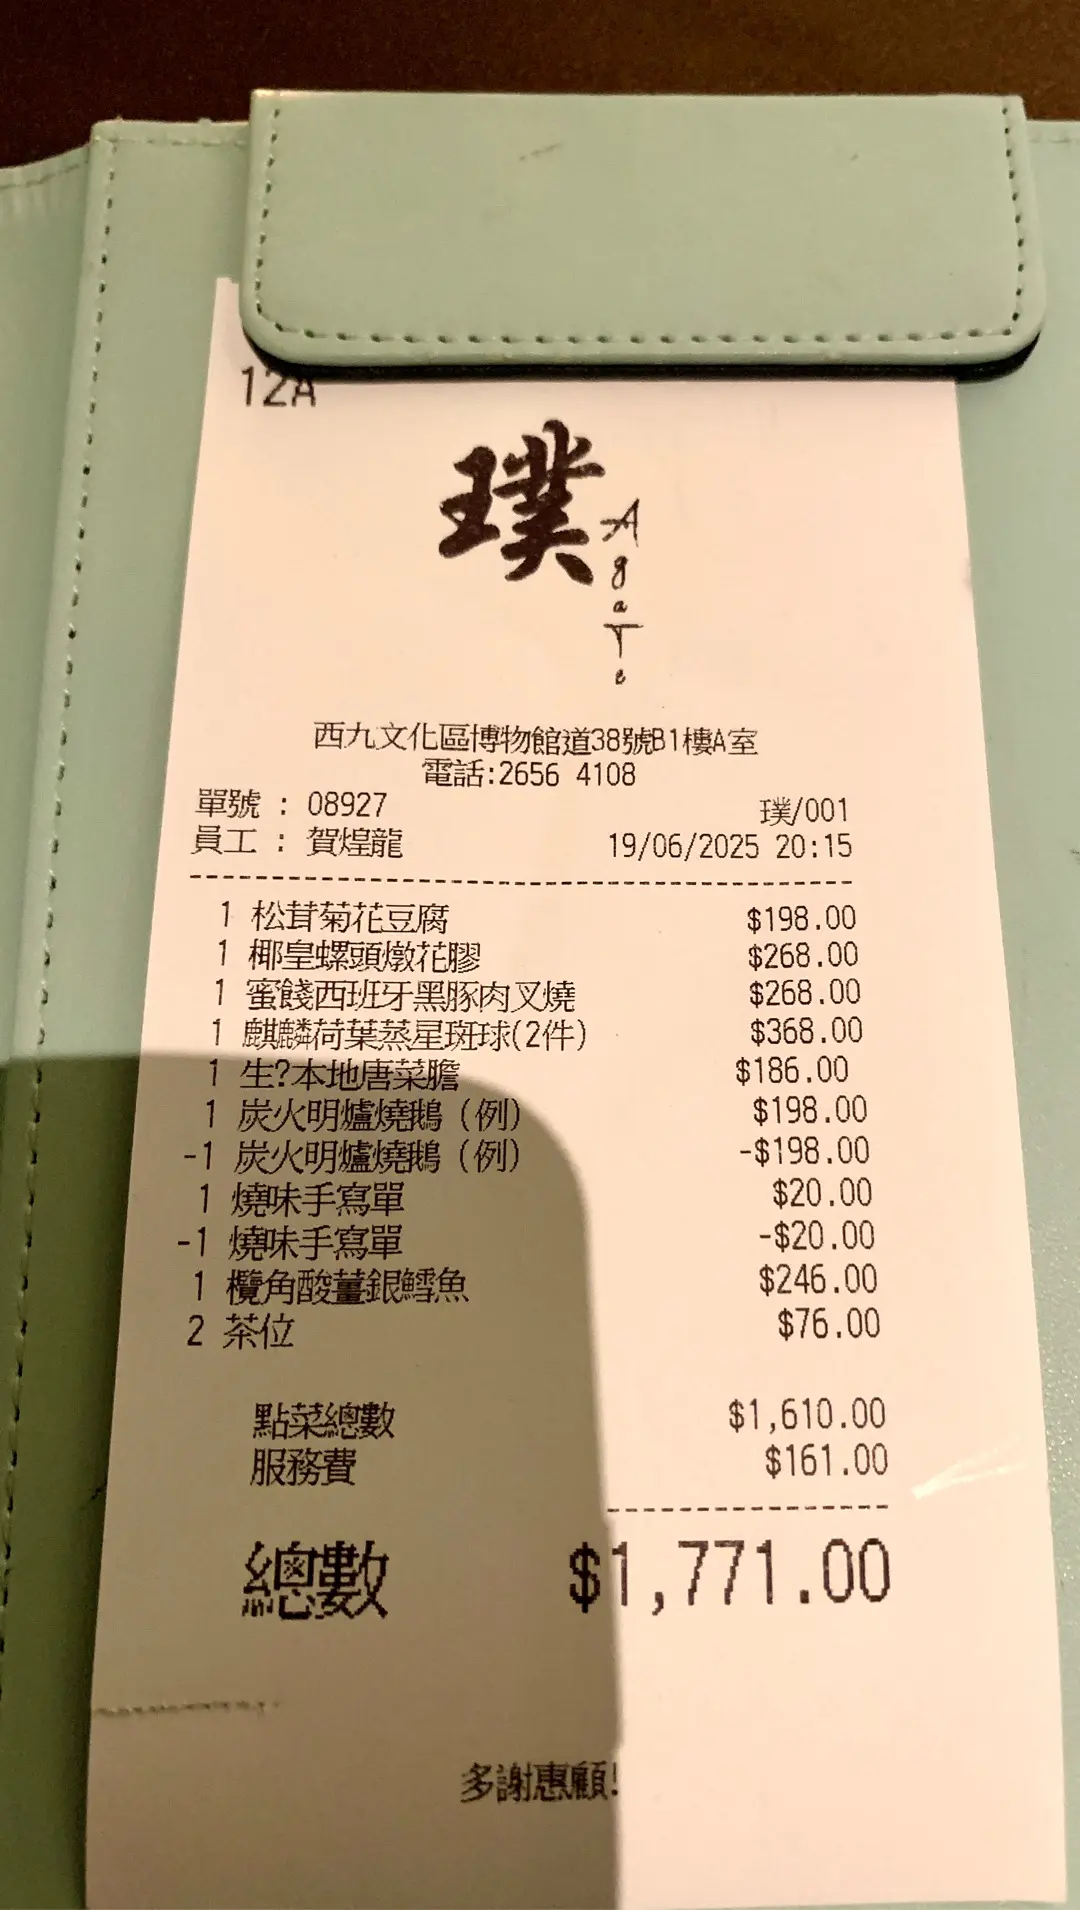 12A
璞
AgaTe
西九文化區博物館道38號B1樓A室
電話:2656 4108
單號 : 08927 璞/001
員工 : 賀煌龍 19/06/2025 20:15
1 松茸菊花豆腐 $198.00
1 椰皇螺頭燉花膠 $268.00
1 蜜餞西班牙黑豚肉叉燒 $268.00
1 麒麟荷葉蒸星斑球(2件) $368.00
1 生?本地唐菜膽 $186.00
1 炭火明爐燒鵝 (例) $198.00
-1 炭火明爐燒鵝 (例) -$198.00
1 燒味手寫單 $20.00
-1 燒味手寫單 -$20.00
1 欖角酸薑銀鱈魚 $246.00
2 茶位 $76.00
點菜總數 $1,610.00
服務費 $161.00
總數 $1,771.00
多謝惠顧!